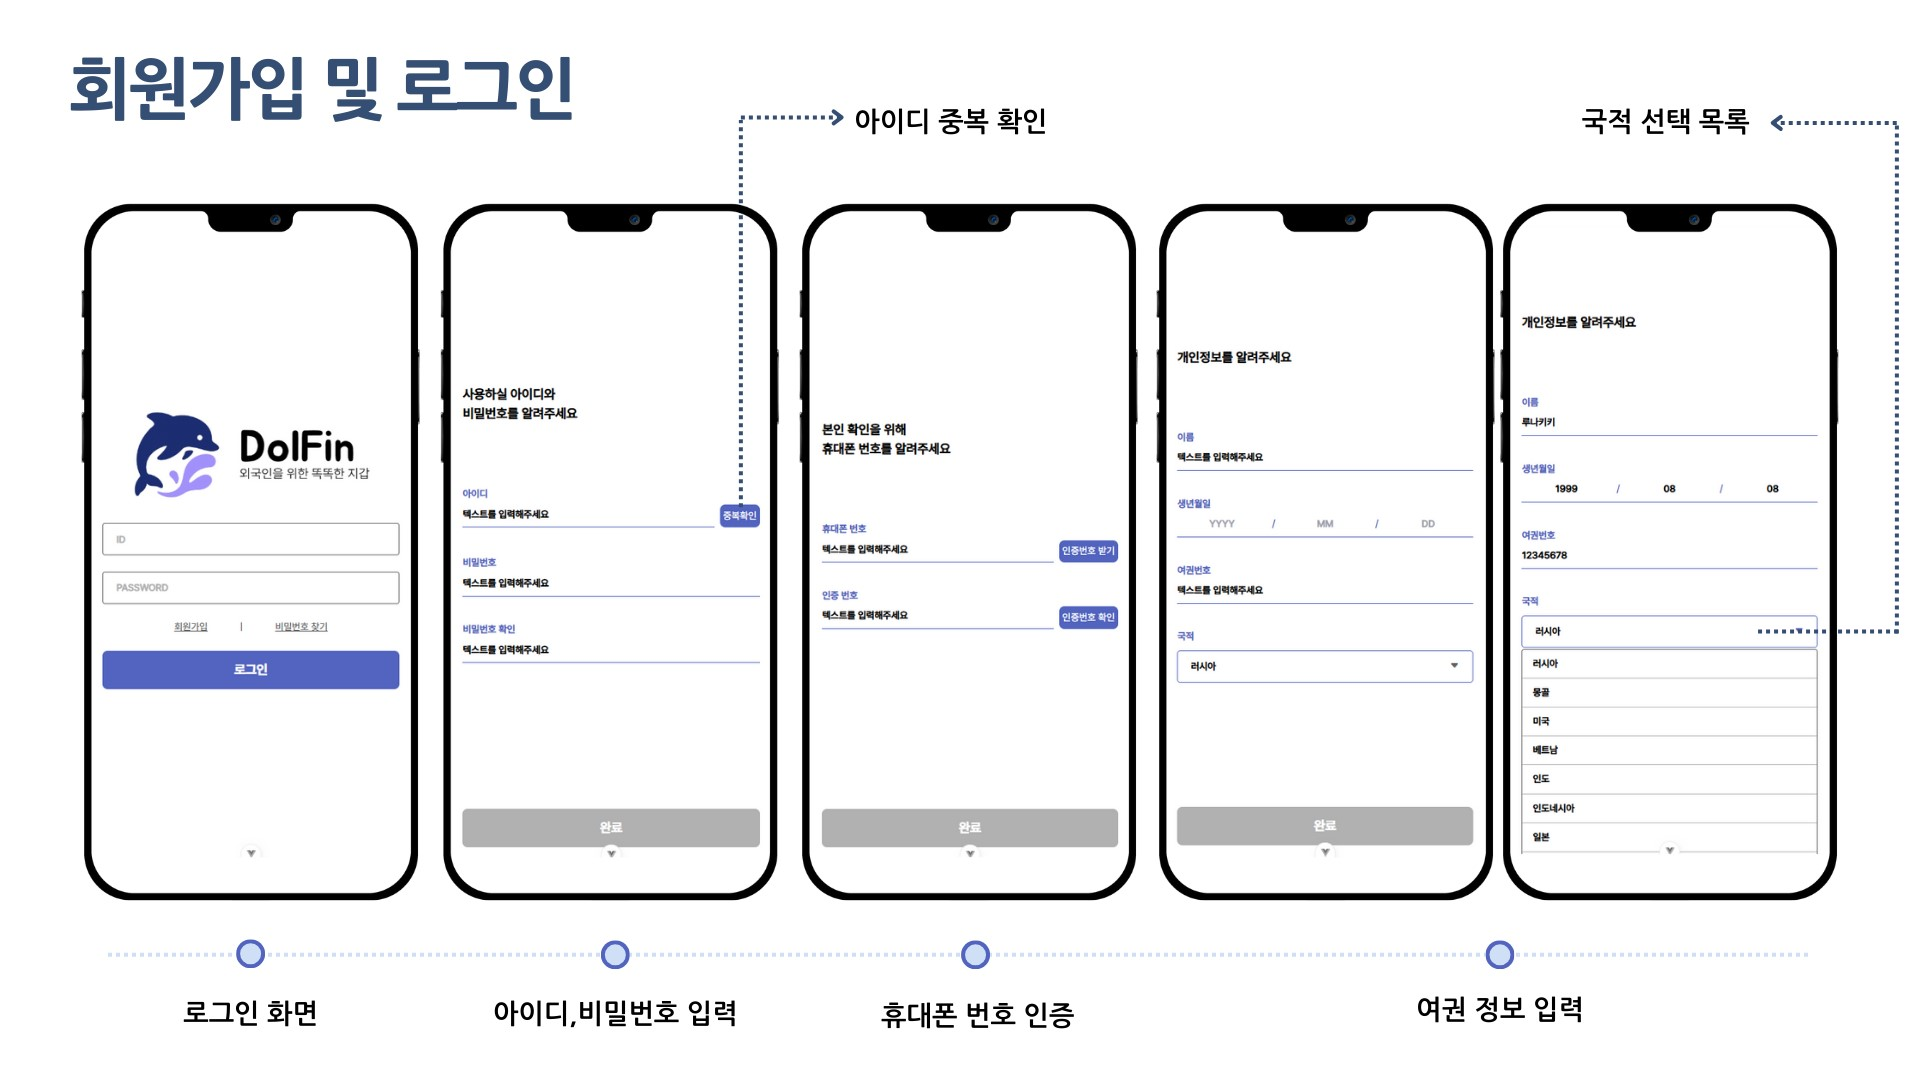 회원가입 및 로그인
아이디 중복 확인
국적 선택 목록
DolFin
외국인을 위한 똑똑한 지갑
ID
PASSWORD
회원가입 | 비밀번호 찾기
로그인
사용하실 아이디와
비밀번호를 알려주세요
아이디
텍스트를 입력해주세요
중복확인
비밀번호
텍스트를 입력해주세요
비밀번호 확인
텍스트를 입력해주세요
완료
본인 확인을 위해
휴대폰 번호를 알려주세요
휴대폰 번호
텍스트를 입력해주세요
인증번호 받기
인증 번호
텍스트를 입력해주세요
인증번호 확인
완료
개인정보를 알려주세요
이름
텍스트를 입력해주세요
생년월일
YYYY / MM / DD
여권번호
텍스트를 입력해주세요
국적
러시아
완료
개인정보를 알려주세요
이름
루나키키
생년월일
1999 / 08 / 08
여권번호
12345678
국적
러시아
러시아
몽골
미국
베트남
인도
인도네시아
일본
로그인 화면
아이디,비밀번호 입력
휴대폰 번호 인증
여권 정보 입력